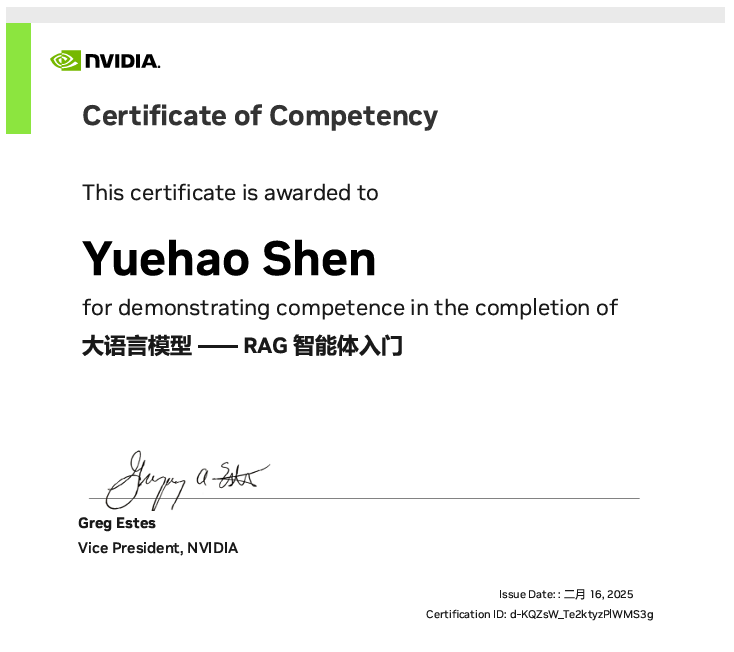 NVIDIA.
Certificate of Competency
This certificate is awarded to
Yuehao Shen
for demonstrating competence in the completion of
大语言模型 —— RAG 智能体入门
Gregory A Estes
Greg Estes
Vice President, NVIDIA
Issue Date: : 二月 16, 2025
Certification ID: d-KQZsW_Te2ktyzPlWMS3g